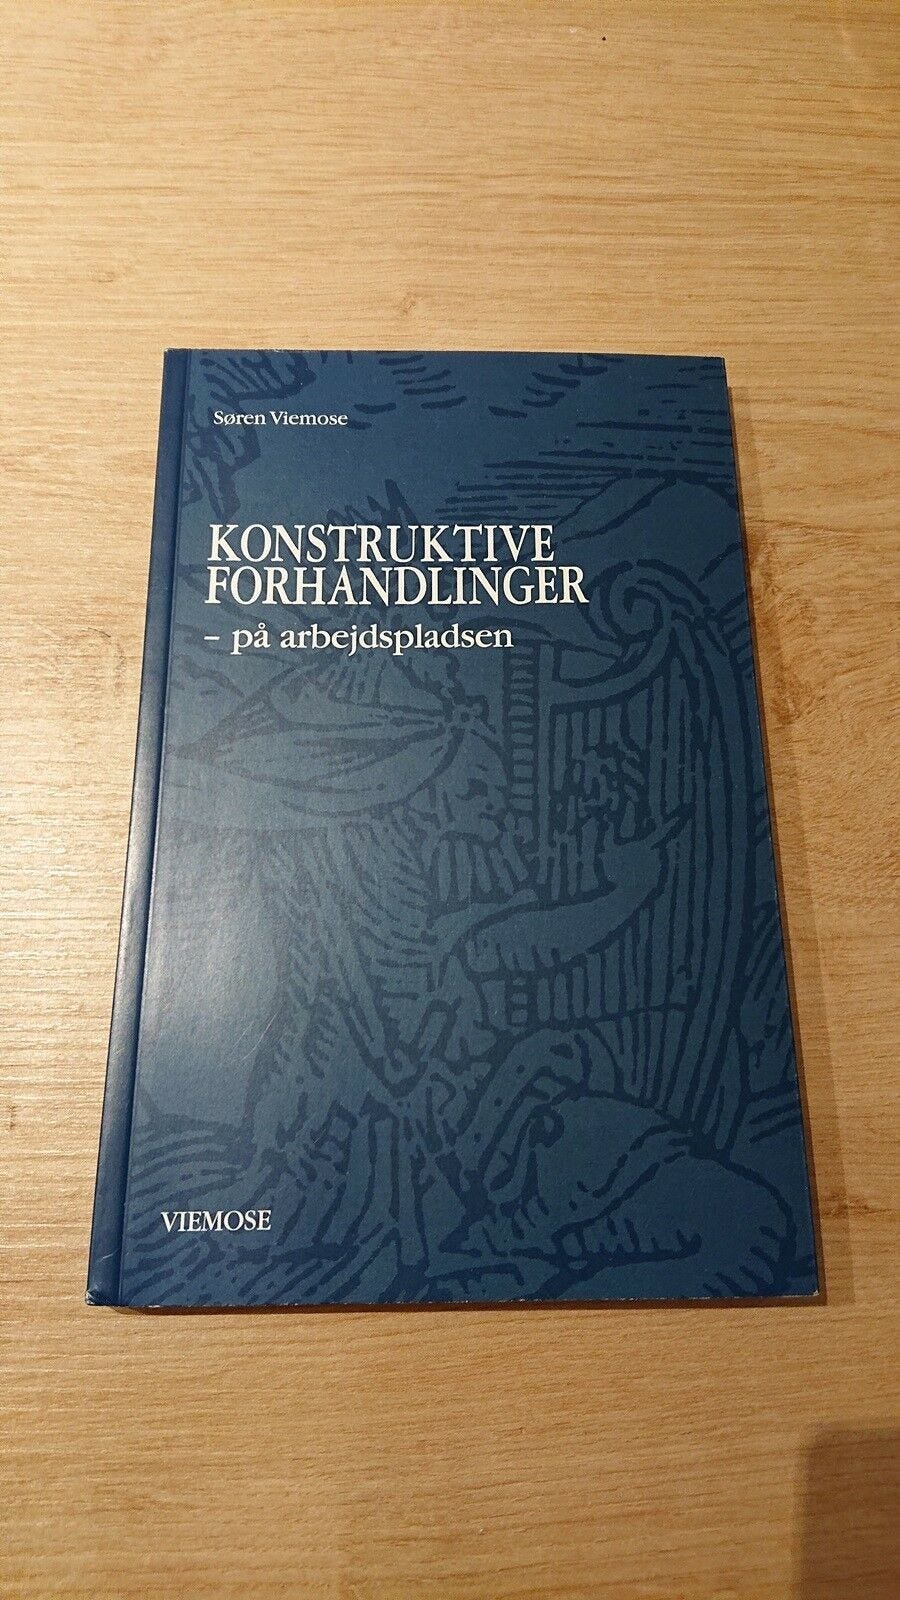 Søren Viemose
KONSTRUKTIVE
FORHANDLINGER
– på arbejdspladsen
VIEMOSE